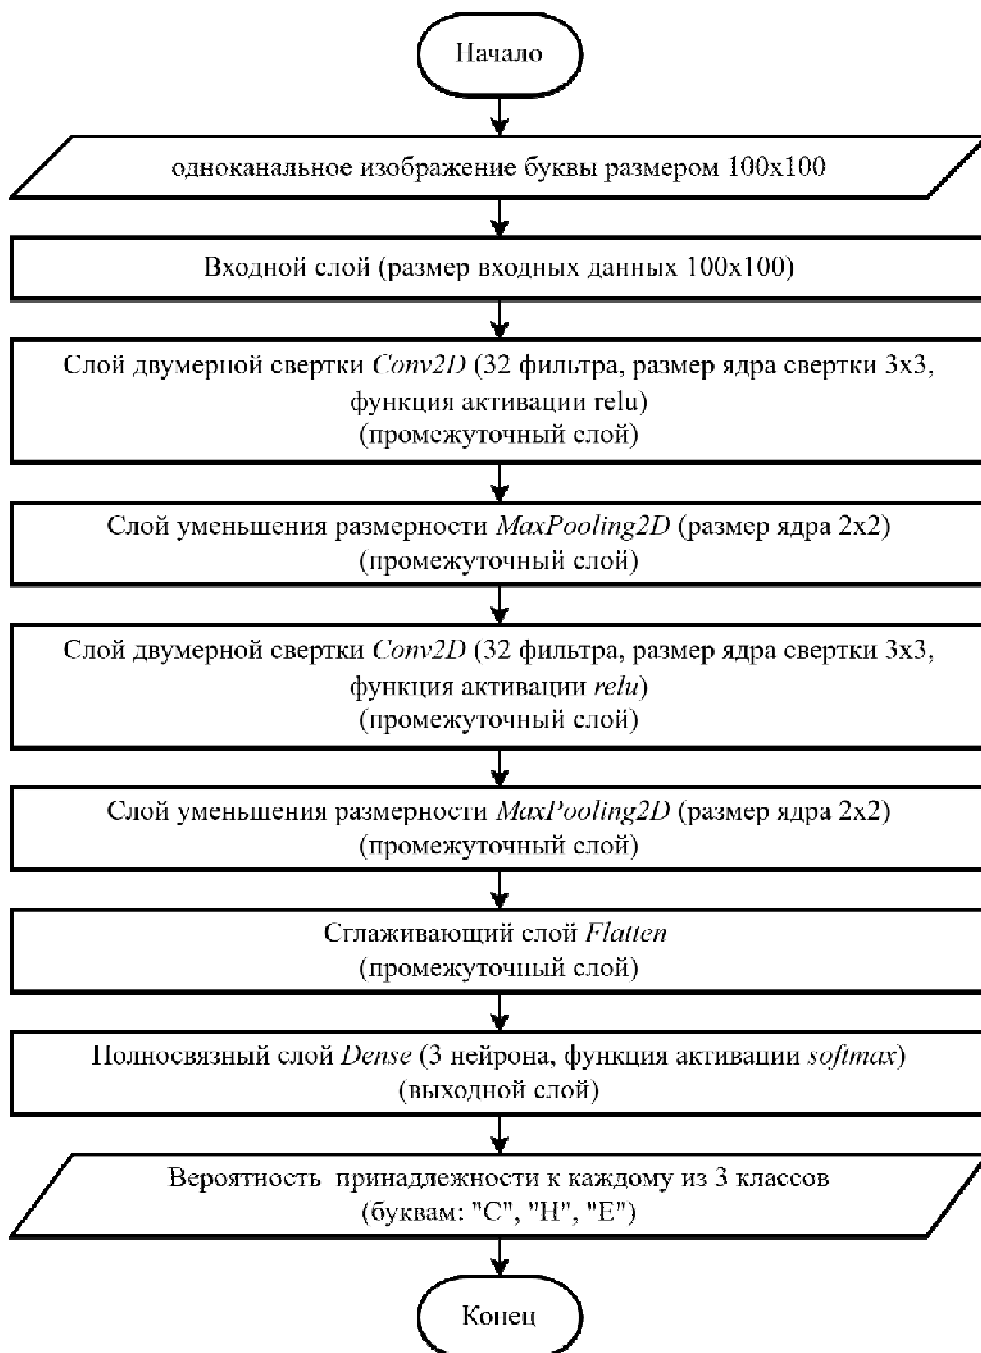 Начало
одноканальное изображение буквы размером 100x100
Входной слой (размер входных данных 100x100)
Слой двумерной свертки Conv2D (32 фильтра, размер ядра свертки 3x3,
функция активации relu)
(промежуточный слой)
Слой уменьшения размерности MaxPooling2D (размер ядра 2x2)
(промежуточный слой)
Слой двумерной свертки Conv2D (32 фильтра, размер ядра свертки 3x3,
функция активации relu)
(промежуточный слой)
Слой уменьшения размерности MaxPooling2D (размер ядра 2x2)
(промежуточный слой)
Сглаживающий слой Flatten
(промежуточный слой)
Полносвязный слой Dense (3 нейрона, функция активации softmax)
(выходной слой)
Вероятность принадлежности к каждому из 3 классов
(буквам: "С", "Н", "Е")
Конец